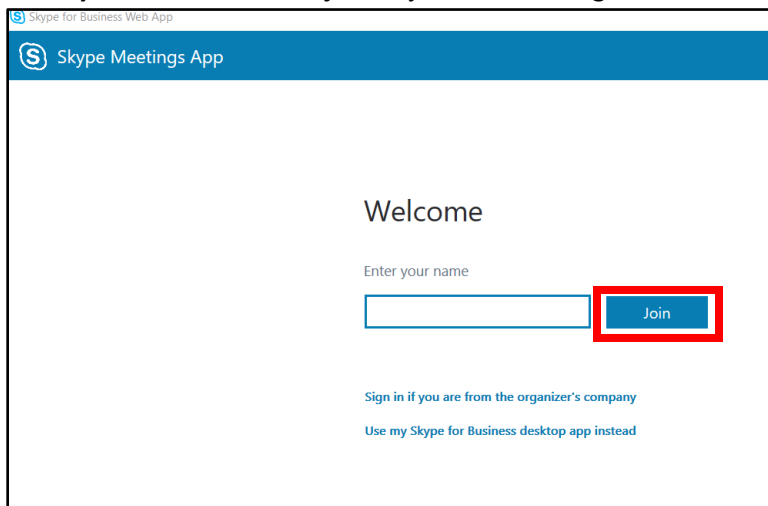 Skype for Business Web App
Skype Meetings App
Welcome
Enter your name
Join
Sign in if you are from the organizer's company
Use my Skype for Business desktop app instead